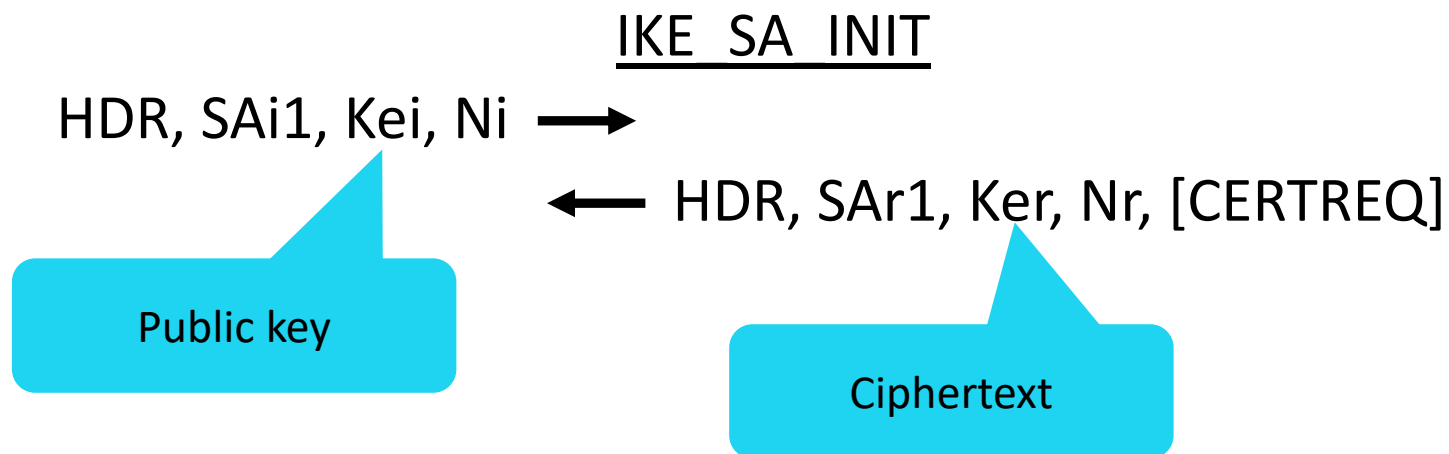 IKE_SA_INIT
HDR, SAi1, Kei, Ni
HDR, SAr1, Ker, Nr, [CERTREQ]
Public key
Ciphertext